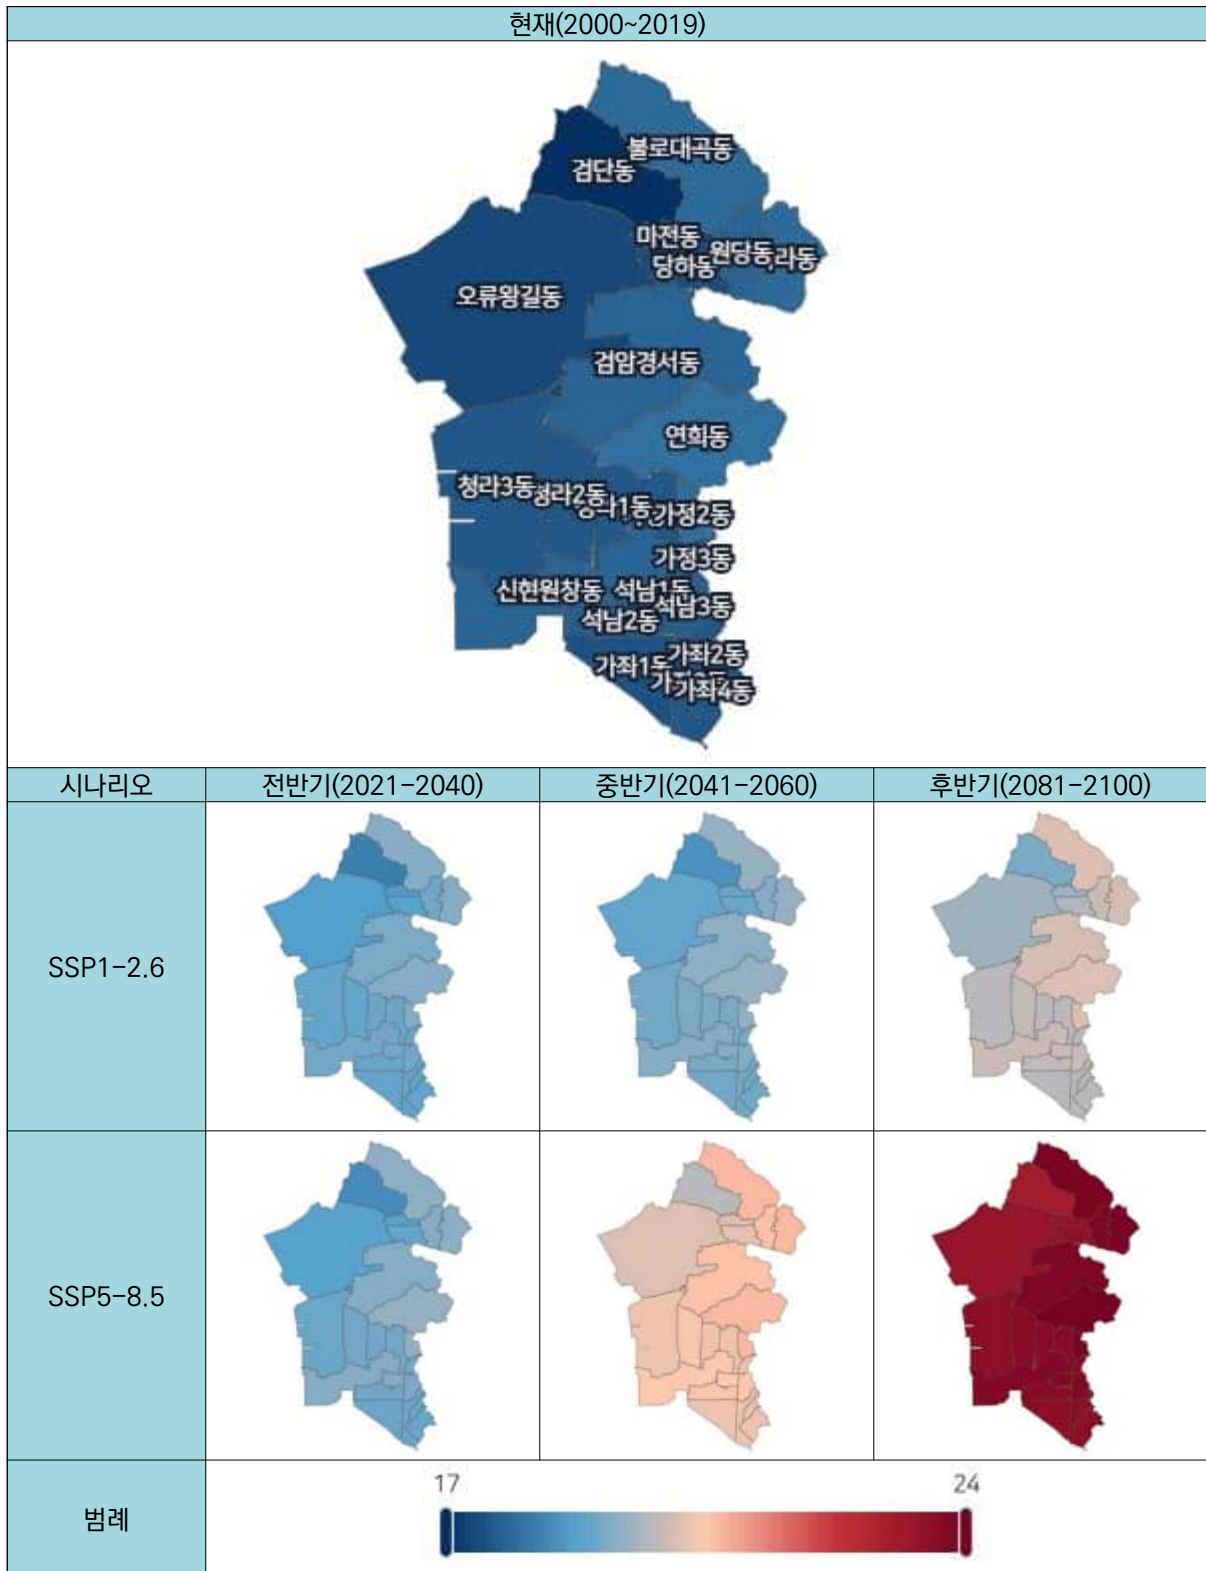 현재(2000~2019)
불로대곡동
검단동
마전동
원당동
라동
당하동
오류왕길동
검암경서동
연희동
청라3동
청라2동
1동
가정2동
가정3동
신현원창동
석남1동
석남3동
석남2동
가좌2동
가좌1동
가좌4동
시나리오 전반기(2021-2040) 중반기(2041-2060) 후반기(2081-2100)
SSP1-2.6
SSP5-8.5
17 24
범례